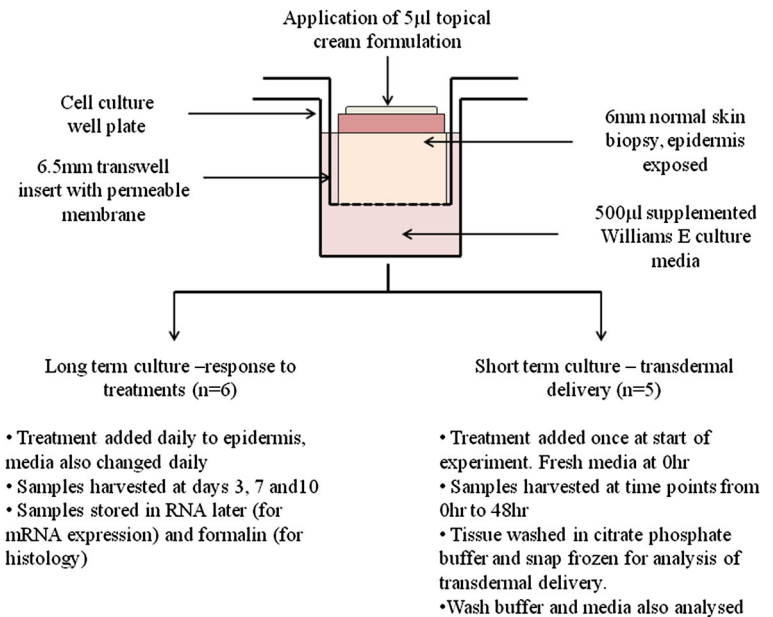 Application of 5µl topical
cream formulation
Cell culture
well plate
6.5mm transwell
insert with permeable
membrane
6mm normal skin
biopsy, epidermis
exposed
500µl supplemented
Williams E culture
media
Long term culture –response to
treatments (n=6)
• Treatment added daily to epidermis,
media also changed daily
• Samples harvested at days 3, 7 and10
• Samples stored in RNA later (for
mRNA expression) and formalin (for
histology)
Short term culture – transdermal
delivery (n=5)
• Treatment added once at start of
experiment. Fresh media at 0hr
• Samples harvested at time points from
0hr to 48hr
• Tissue washed in citrate phosphate
buffer and snap frozen for analysis of
transdermal delivery.
•Wash buffer and media also analysed